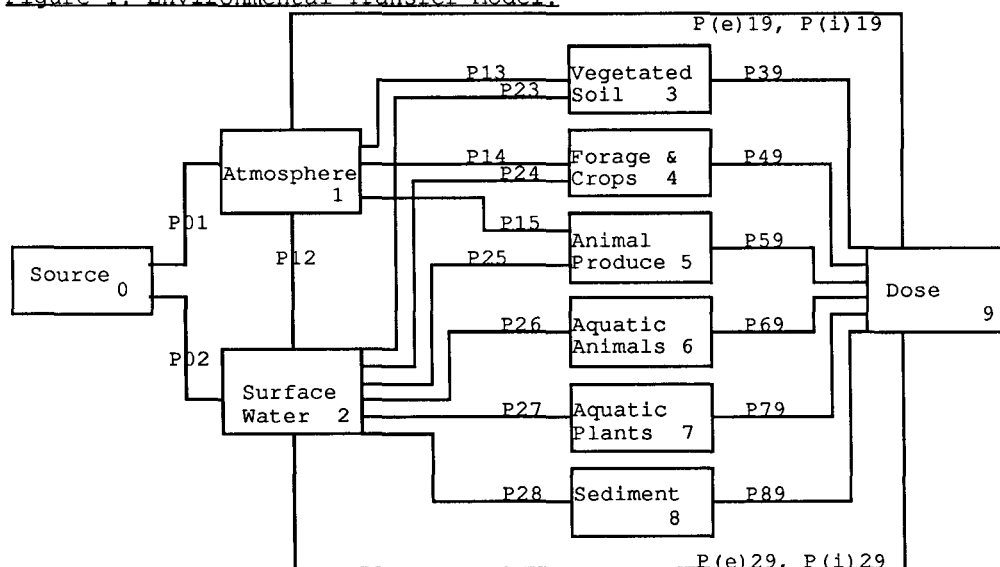 Figure 1. Environmental Transfer Model.
P(e)19, P(i)19
P13
Vegetated
Soil 3
P39
P23
Atmosphere
1
P14
Forage &
Crops 4
P49
P24
P01
P15
Animal
Produce 5
P59
P12
P25
Source
0
Dose
9
P02
P26
Aquatic
Animals 6
P69
Surface
Water 2
P27
Aquatic
Plants 7
P79
P28
Sediment
8
P89
P(e)29, P(i)29